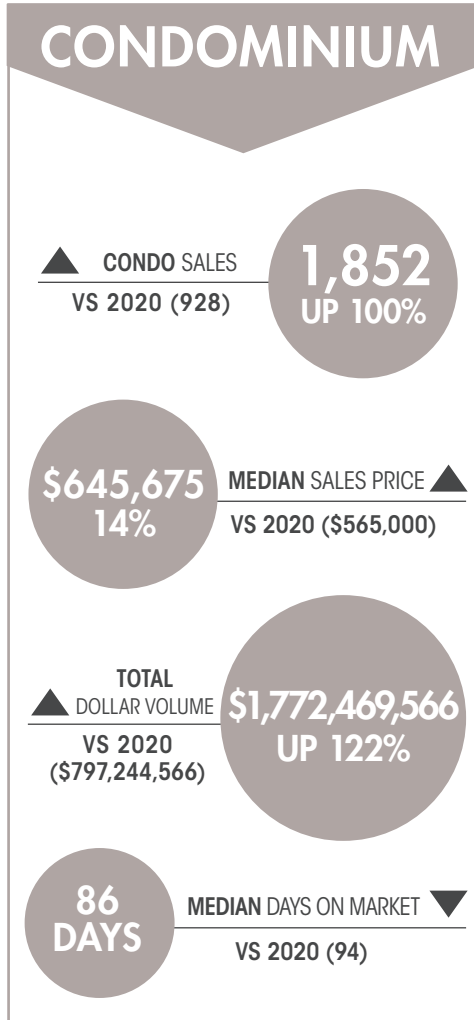 CONDOMINIUM
CONDO SALES
VS 2020 (928)
1,852
UP 100%
$645,675
14%
MEDIAN SALES PRICE
VS 2020 ($565,000)
TOTAL
DOLLAR VOLUME
VS 2020
($797,244,566)
$1,772,469,566
UP 122%
86
DAYS
MEDIAN DAYS ON MARKET
VS 2020 (94)